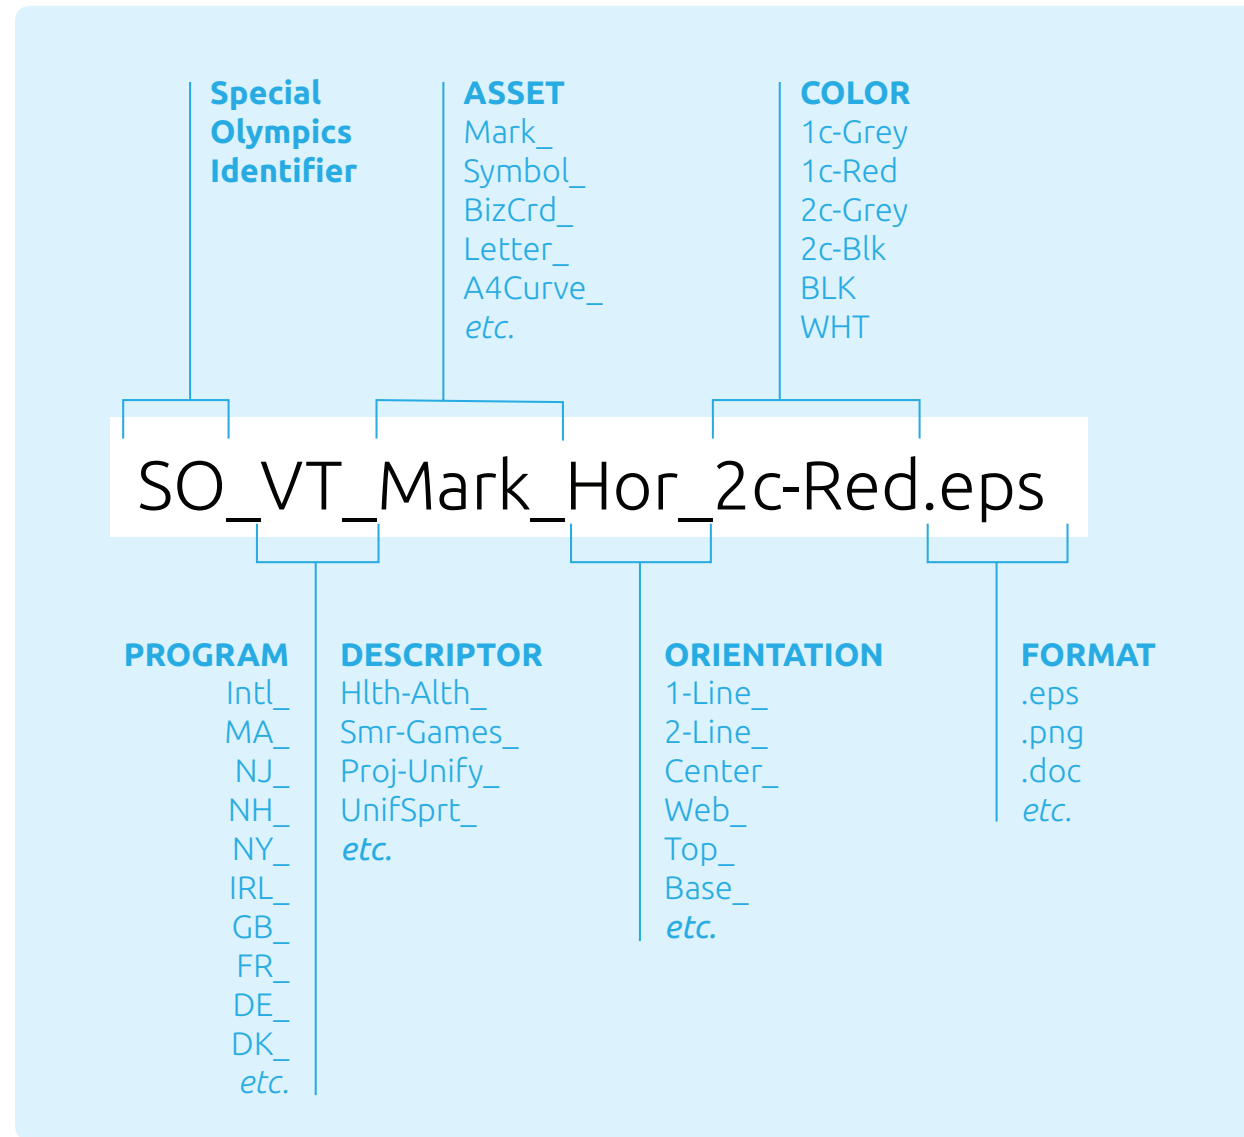 Special
Olympics
Identifier
ASSET
Mark_
Symbol_
BizCrd_
Letter_
A4Curve_
etc.
COLOR
1c-Grey
1c-Red
2c-Grey
2c-Blk
BLK
WHT
SO_VT_Mark_Hor_2c-Red.eps
PROGRAM
Intl_
MA_
NJ_
NH_
NY_
IRL_
GB_
FR_
DE_
DK_
etc.
DESCRIPTOR
Hlth-Alth_
Smr-Games_
Proj-Unify_
UnifSprt_
etc.
ORIENTATION
1-Line_
2-Line_
Center_
Web_
Top_
Base_
etc.
FORMAT
.eps
.png
.doc
etc.